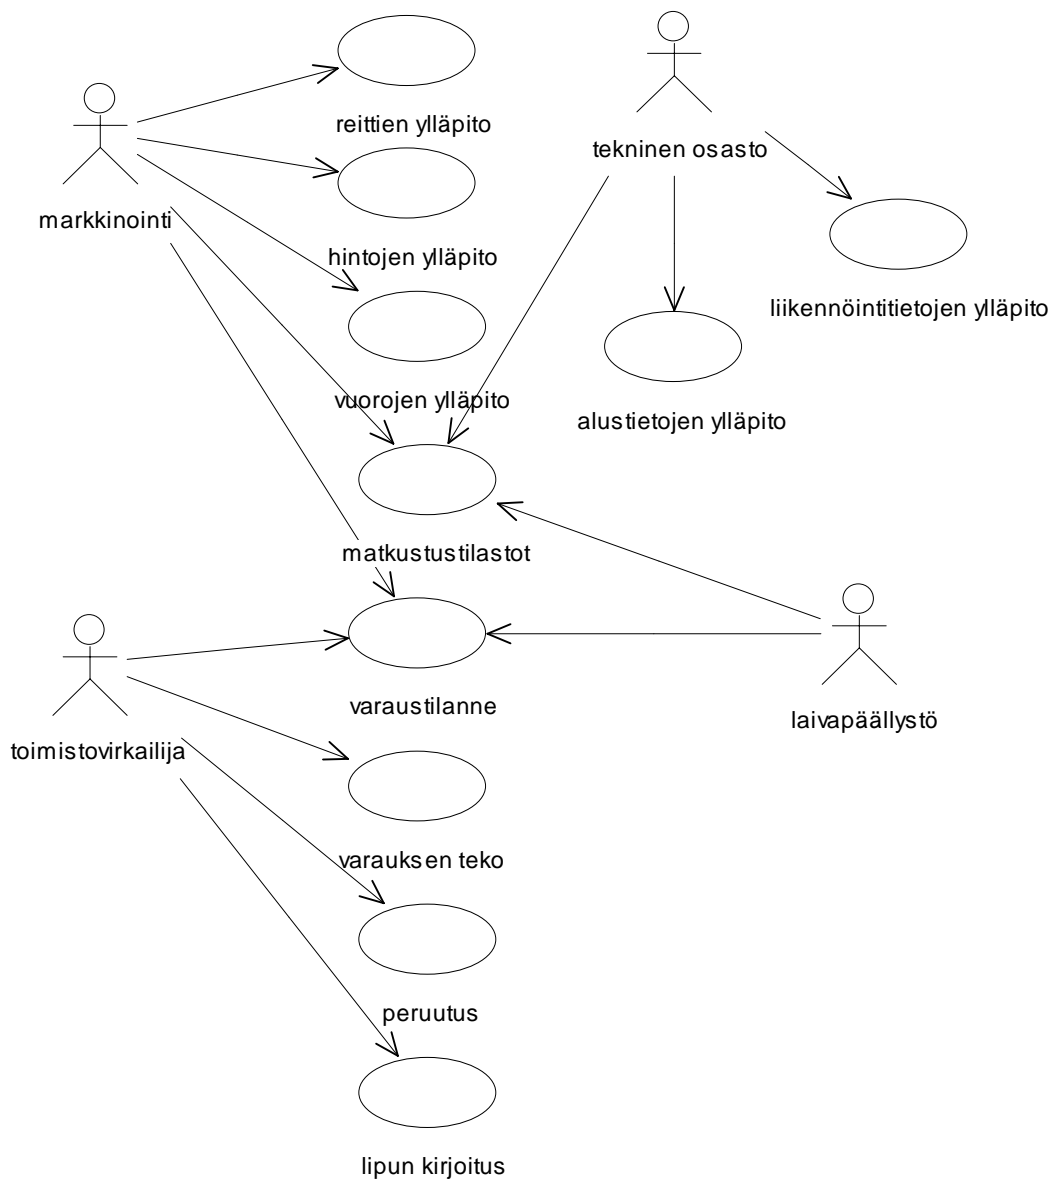 reittien ylläpito
tekninen osasto
markkinointi
hintojen ylläpito
liikennöintitietojen ylläpito
vuorojen ylläpito
alustietojen ylläpito
matkustustilastot
varaustilanne
laivapäällystö
toimistovirkailija
varauksen teko
peruutus
lipun kirjoitus